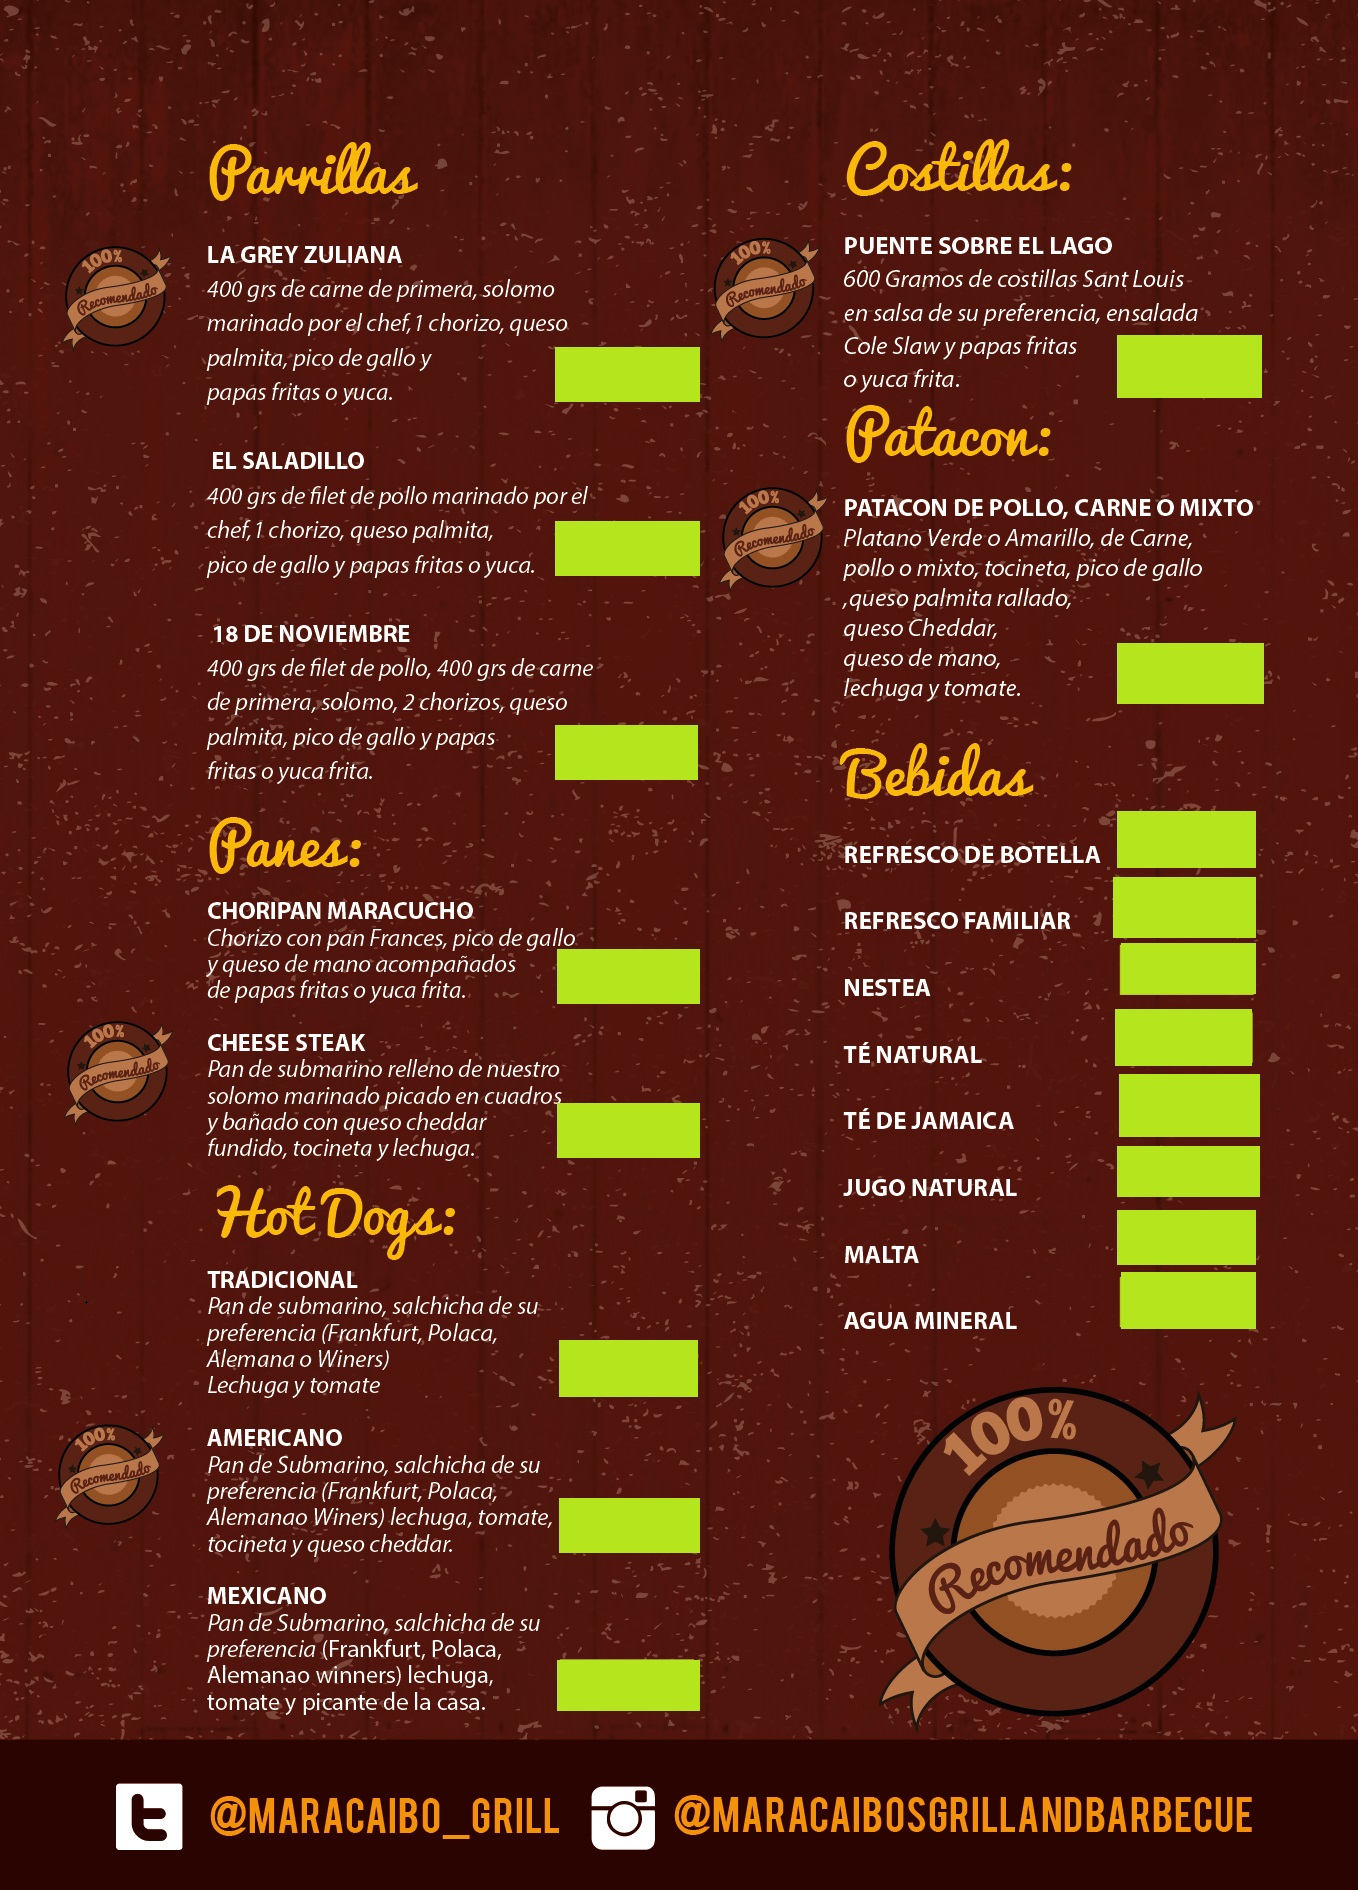 Parrillas
100%
Recomendado
LA GREY ZULIANA
400 grs de carne de primera, solomo
marinado por el chef,1 chorizo, queso
palmita, pico de gallo y
papas fritas o yuca.
EL SALADILLO
400 grs de filet de pollo marinado por el
chef,1 chorizo, queso palmita,
pico de gallo y papas fritas o yuca.
18 DE NOVIEMBRE
400 grs de filet de pollo, 400 grs de carne
de primera, solomo, 2 chorizos, queso
palmita, pico de gallo y papas
fritas o yuca frita.
Panes:
CHORIPAN MARACUCHO
Chorizo con pan Frances, pico de gallo
y queso de mano acompañados
de papas fritas o yuca frita.
100%
Recomendado
CHEESE STEAK
Pan de submarino relleno de nuestro
solomo marinado picado en cuadros
y bañado con queso cheddar
fundido, tocineta y lechuga.
Hot Dogs:
TRADICIONAL
Pan de submarino, salchicha de su
preferencia (Frankfurt, Polaca,
Alemana o Winers)
Lechuga y tomate
100%
Recomendado
AMERICANO
Pan de Submarino, salchicha de su
preferencia (Frankfurt, Polaca,
Alemanao Winers) lechuga, tomate,
tocineta y queso cheddar.
MEXICANO
Pan de Submarino, salchicha de su
preferencia (Frankfurt, Polaca,
Alemanao winners) lechuga,
tomate y picante de la casa.
Costillas:
100%
Recomendado
PUENTE SOBRE EL LAGO
600 Gramos de costillas Sant Louis
en salsa de su preferencia, ensalada
Cole Slaw y papas fritas
o yuca frita.
Patacon:
100%
Recomendado
PATACON DE POLLO, CARNE O MIXTO
Platano Verde o Amarillo, de Carne,
pollo o mixto, tocineta, pico de gallo
,queso palmita rallado,
queso Cheddar,
queso de mano,
lechuga y tomate.
Bebidas
REFRESCO DE BOTELLA
REFRESCO FAMILIAR
NESTEA
TÉ NATURAL
TÉ DE JAMAICA
JUGO NATURAL
MALTA
AGUA MINERAL
100%
Recomendado
@MARACAIBO_GRILL
@MARACAIBOSGRILLANDBARBECUE